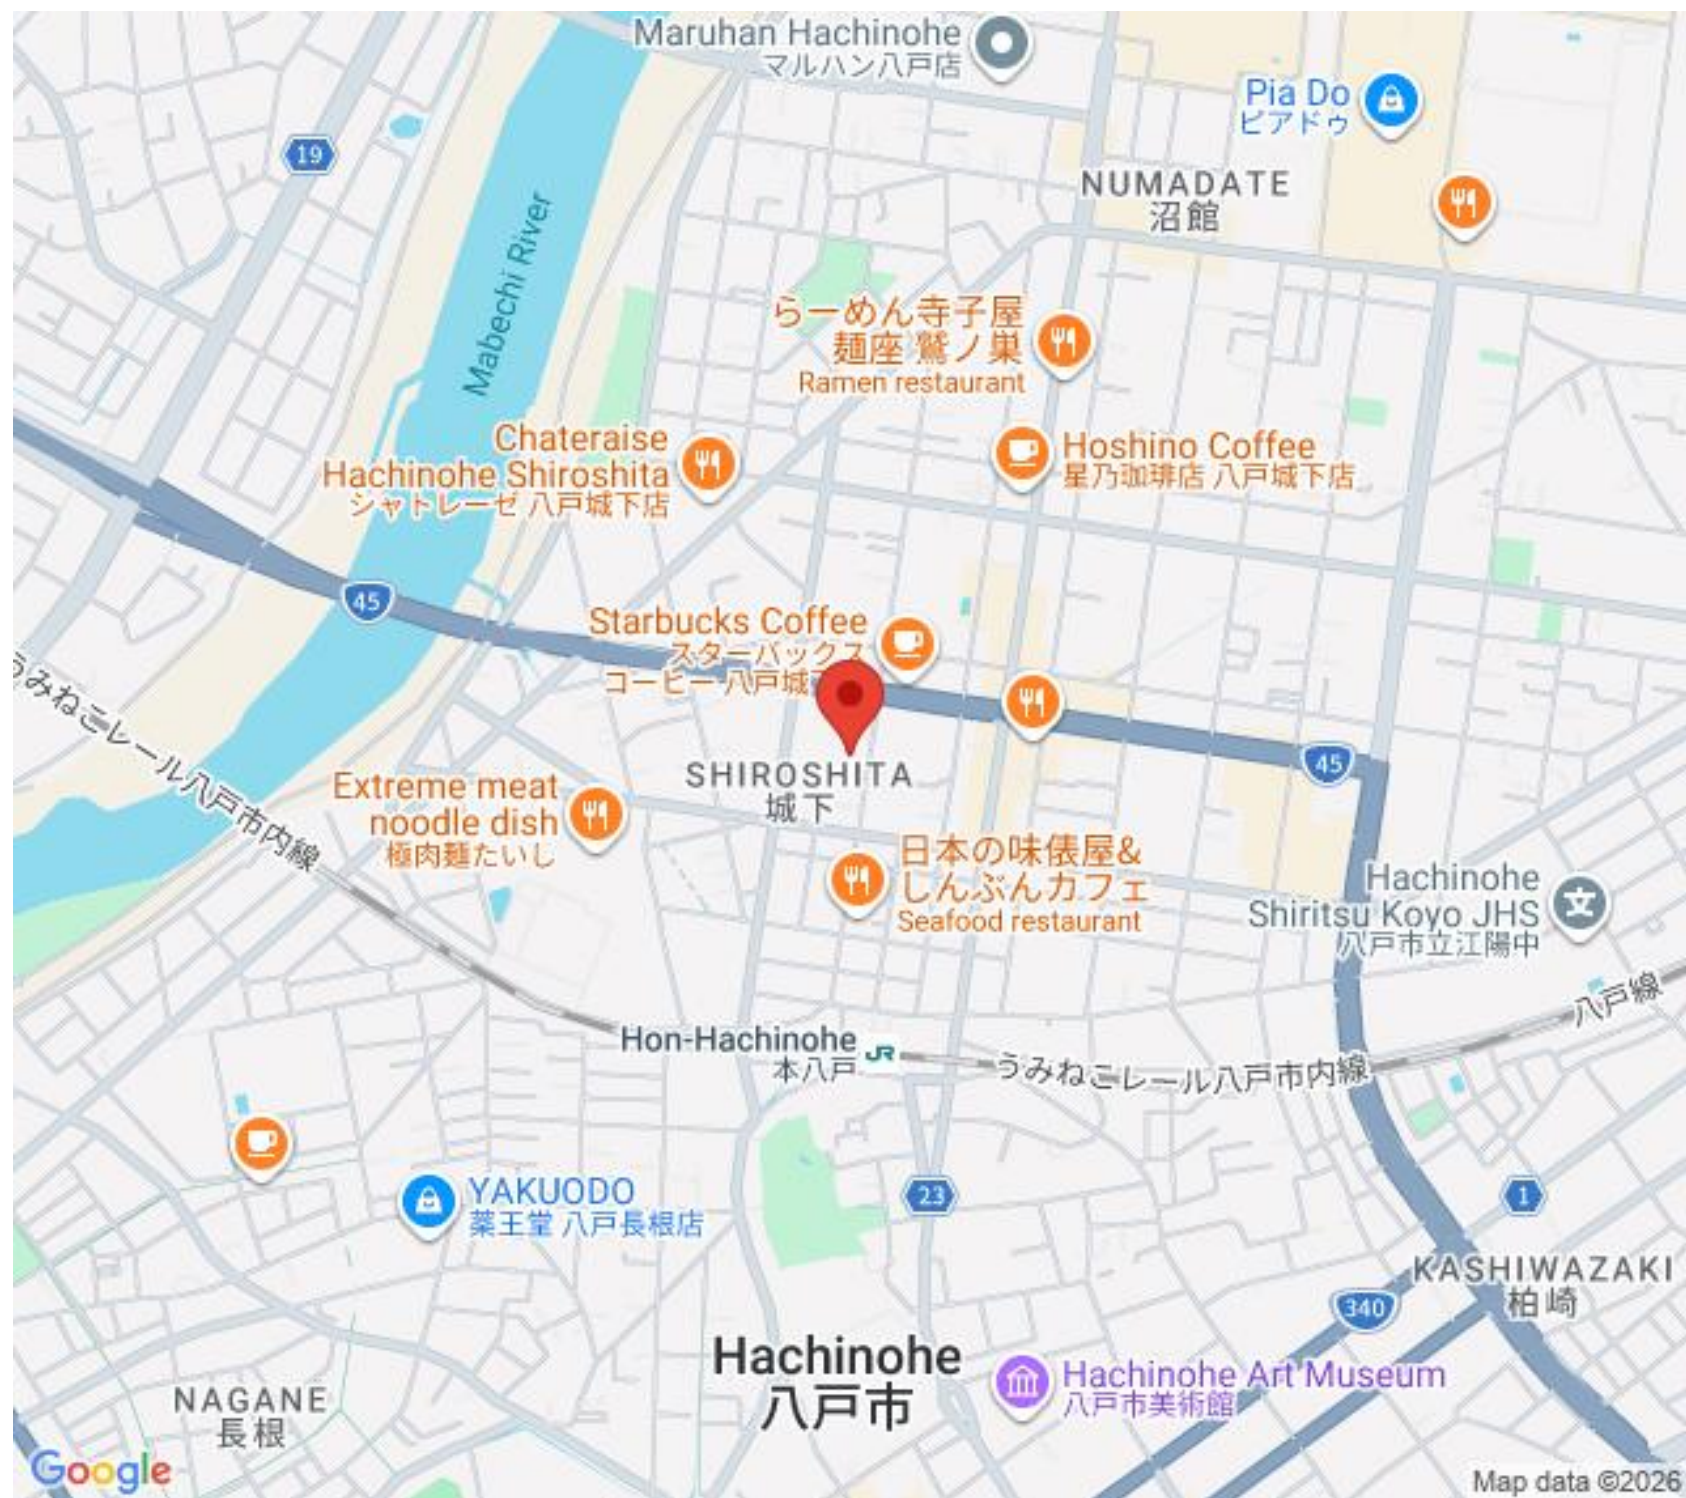 Maruhan Hachinohe
マルハン八戸店
Pia Do
ピアドゥ
19
NUMADATE
沼館
Mabechi River
らーめん寺子屋
麺座 鷲ノ巣
Ramen restaurant
Chateraise
Hachinohe Shiroshita
シャトレーゼ 八戸城下店
Hoshino Coffee
星乃珈琲店 八戸城下店
45
Starbucks Coffee
スターバックス
コーヒー 八戸城
うみねこレール八戸市内線
SHIROSHITA
城下
45
Extreme meat
noodle dish
極肉麺たいし
日本の味俵屋&
しんぶんカフェ
Seafood restaurant
Hachinohe
Shiritsu Koyo JHS
八戸市立江陽中
文
八戸線
Hon-Hachinohe
本八戸
JR
うみねこレール八戸市内線
YAKUODO
薬王堂 八戸長根店
23
1
KASHIWAZAKI
柏崎
340
Hachinohe
八戸市
Hachinohe Art Museum
八戸市美術館
NAGANE
長根
Google
Map data ©2026